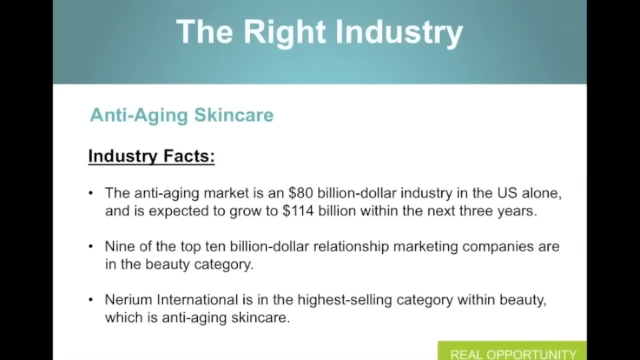 The Right Industry
Anti-Aging Skincare
Industry Facts:
• The anti-aging market is an $80 billion-dollar industry in the US alone,
and is expected to grow to $114 billion within the next three years.
• Nine of the top ten billion-dollar relationship marketing companies are
in the beauty category.
• Nerium International is in the highest-selling category within beauty,
which is anti-aging skincare.
REAL OPPORTUNITY